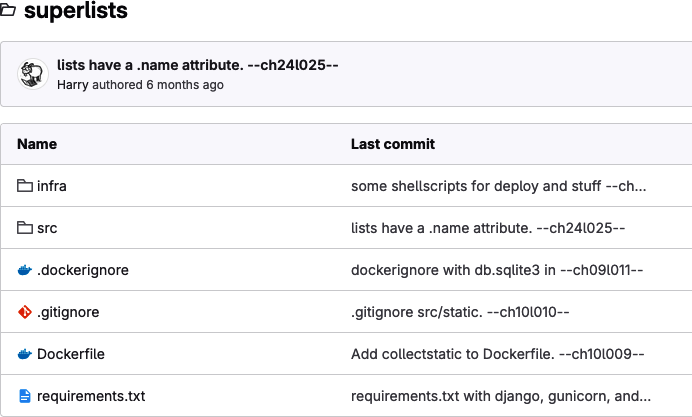 superlists
lists have a .name attribute. --ch24l025--
Harry authored 6 months ago
Name Last commit
infra some shellscripts for deploy and stuff --ch...
src lists have a .name attribute. --ch24l025--
.dockerignore dockerignore with db.sqlite3 in --ch09l011--
.gitignore .gitignore src/static. --ch10l010--
Dockerfile Add collectstatic to Dockerfile. --ch10l009--
requirements.txt requirements.txt with django, gunicorn, and...